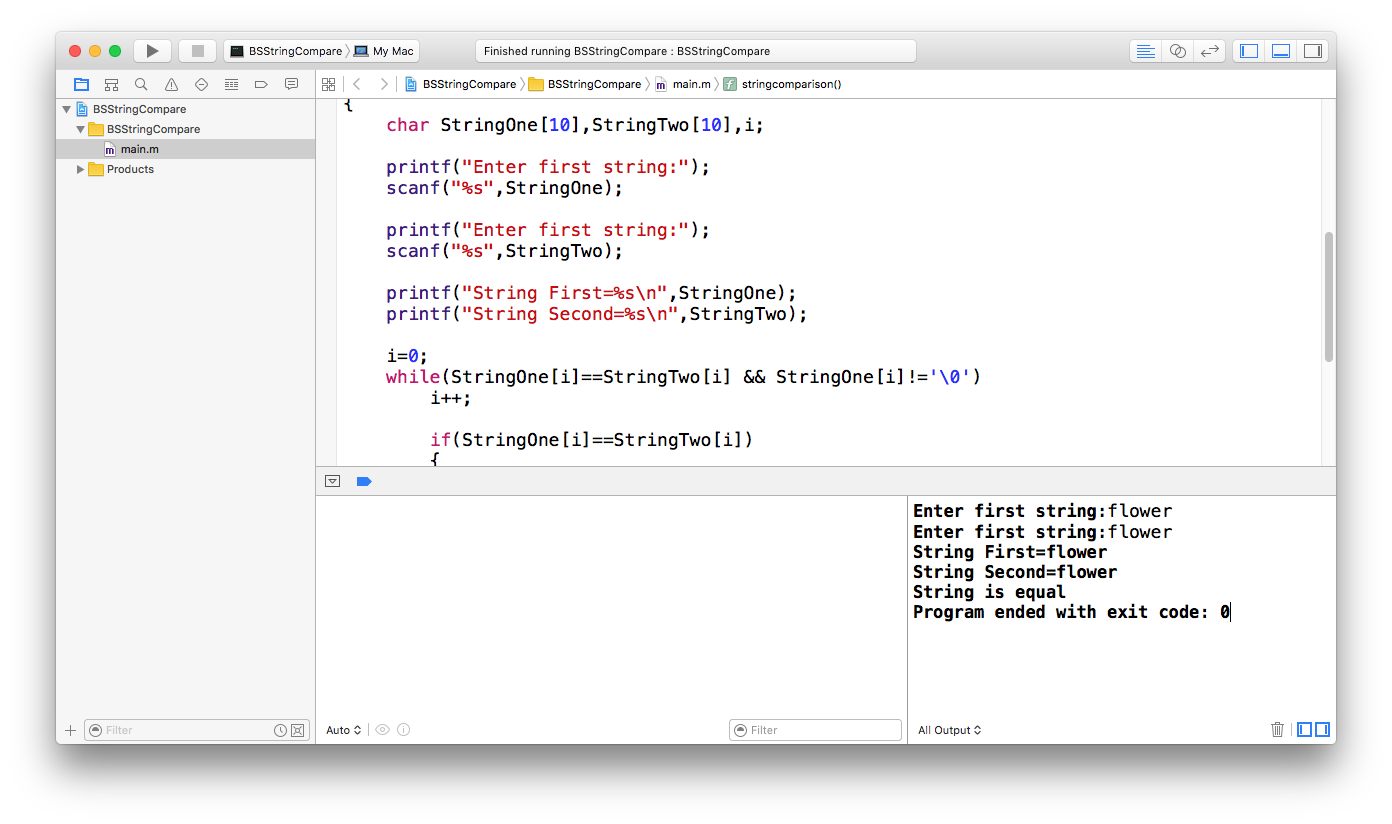 BSStringCompare 〉 My Mac
Finished running BSStringCompare : BSStringCompare
BSStringCompare 〉 BSStringCompare 〉 m main.m 〉 f stringcomparison()
BSStringCompare
BSStringCompare
m main.m
Products
{
char StringOne[10],StringTwo[10],i;
printf("Enter first string:");
scanf("%s",StringOne);
printf("Enter first string:");
scanf("%s",StringTwo);
printf("String First=%s\n",StringOne);
printf("String Second=%s\n",StringTwo);
i=0;
while(StringOne[i]==StringTwo[i] && StringOne[i]!='\0')
i++;
if(StringOne[i]==StringTwo[i])
{
Enter first string:flower
Enter first string:flower
String First=flower
String Second=flower
String is equal
Program ended with exit code: 0
Filter
Auto
Filter
All Output